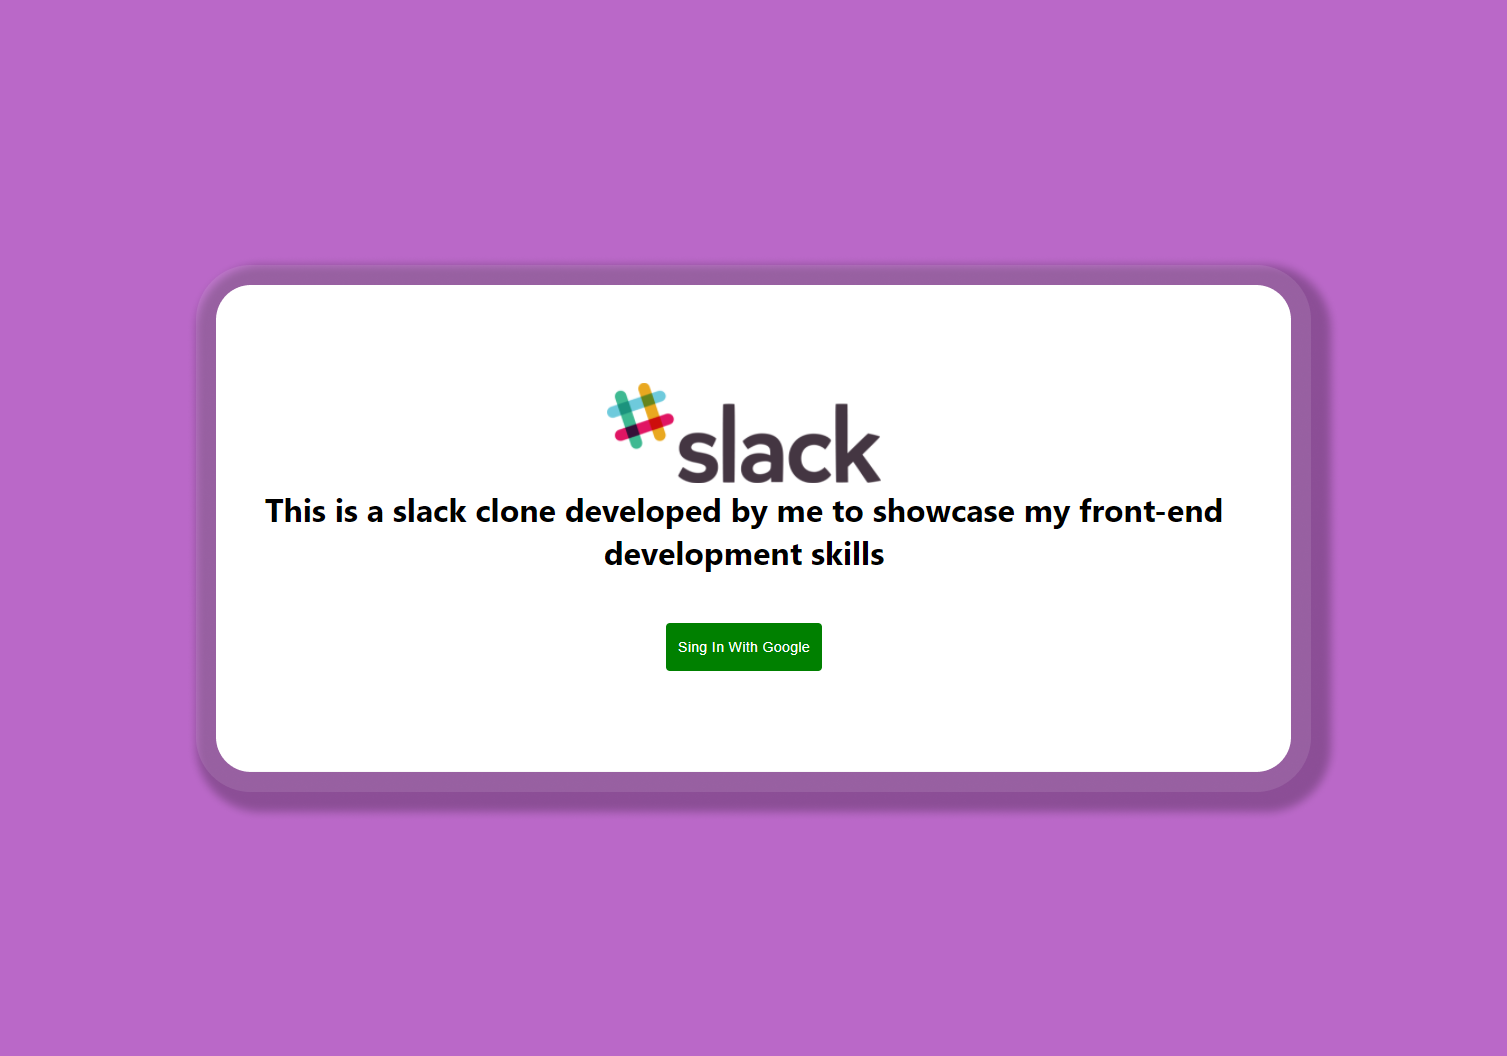 slack
This is a slack clone developed by me to showcase my front-end
development skills
Sing In With Google